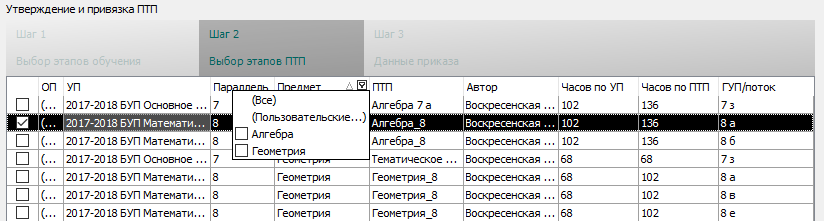 Утверждение и привязка ПТП
Шаг 1 Шаг 2 Шаг 3
Выбор этапов обучения Выбор этапов ПТП Данные приказа
ОП УП Параллель Предмет ПТП Автор Часов по УП Часов по ПТП ГУП/поток
(... 2017-2018 БУП Основное ... 7 (Все) Алгебра 7 а Воскресенская ... 102 136 7 з
(... 2017-2018 БУП Математи... 8 (Пользовательские...) Алгебра_8 Воскресенская ... 102 136 8 а
(... 2017-2018 БУП Математи... 8 Алгебра Алгебра_8 Воскресенская ... 102 136 8 б
(... 2017-2018 БУП Основное ... 7 Геометрия Тематическое ... Воскресенская ... 68 68 7 з
(... 2017-2018 БУП Математи... 8 Геометрия Геометрия_8 Воскресенская ... 68 102 8 а
(... 2017-2018 БУП Математи... 8 Геометрия Геометрия_8 Воскресенская ... 68 102 8 в
(... 2017-2018 БУП Математи... 8 Геометрия Геометрия_8 Воскресенская ... 68 102 8 е